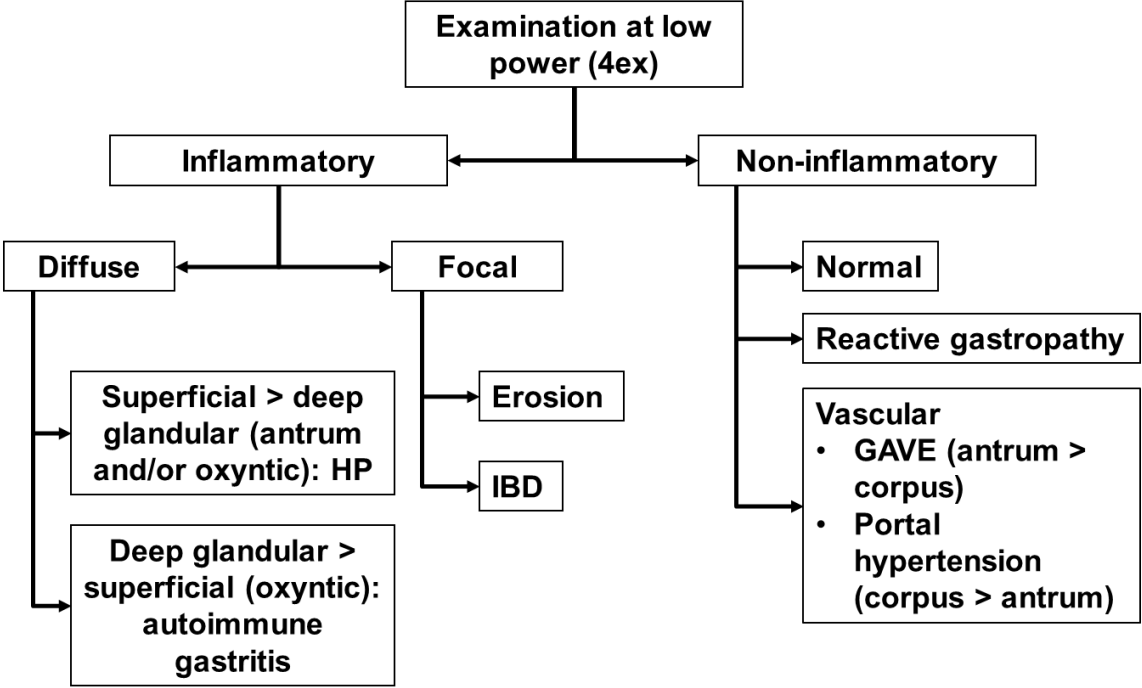 Examination at low
power (4ex)
Inflammatory
Non-inflammatory
Diffuse
Focal
Normal
Reactive gastropathy
Superficial > deep
glandular (antrum
and/or oxyntic): HP
Erosion
IBD
Vascular
• GAVE (antrum >
corpus)
• Portal
hypertension
(corpus > antrum)
Deep glandular >
superficial (oxyntic):
autoimmune
gastritis